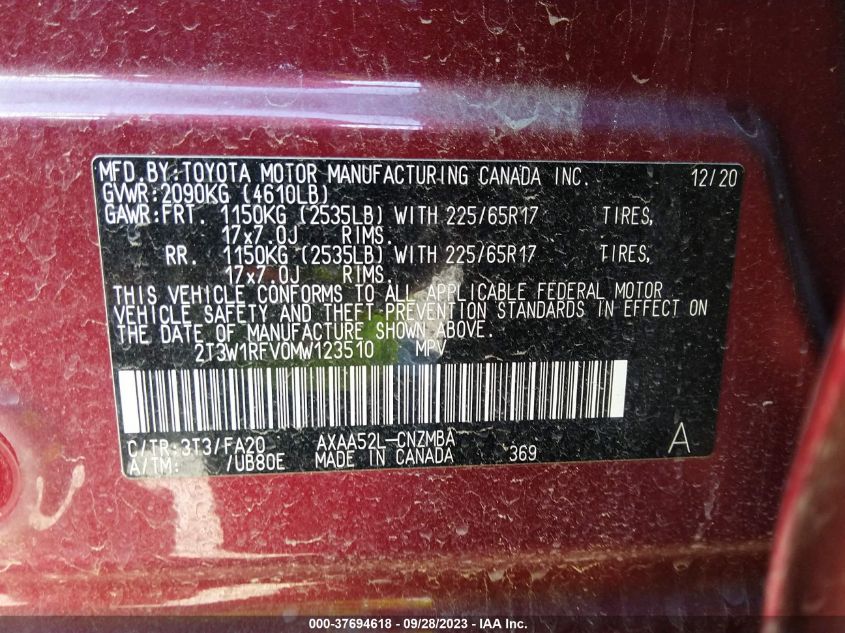 MFD.BY:TOYOTA MOTOR MANUFACTURING CANADA INC. 12/20
GVWR:2090KG (4610LB)
GAWR:FRT. 1150KG (2535LB) WITH 225/65R17 TIRES,
17x7.0J RIMS.
RR. 1150KG (2535LB) WITH 225/65R17 TIRES,
17x7.0J RIMS.
THIS VEHICLE CONFORMS TO ALL APPLICABLE FEDERAL MOTOR
VEHICLE SAFETY AND THEFT PREVENTION STANDARDS IN EFFECT ON
THE DATE OF MANUFACTURE SHOWN ABOVE.
2T3W1RFV0MW123510 MPV
C/TR:3T3/FA20 AXAA52L-CNZMBA A
A/TM: /UB80E MADE IN CANADA 369
000-37694618 - 09/28/2023 - IAA Inc.